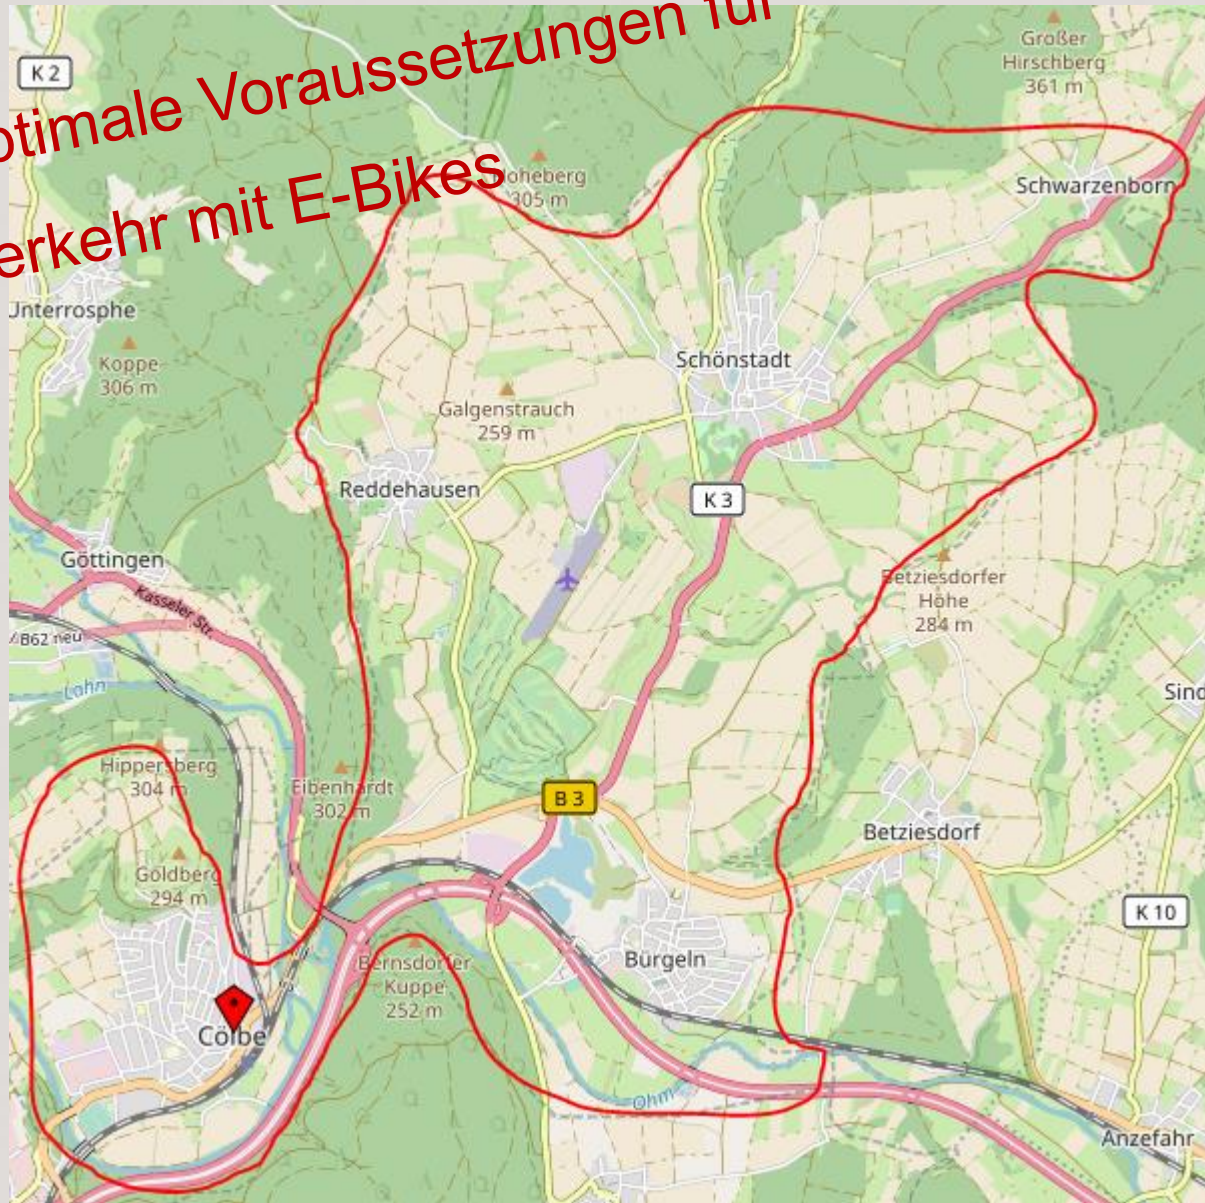 ptimale Voraussetzungen für
erkehr mit E-Bikes
K 2
Großer
Hirschberg
361 m
Hoheberg
305 m
Schwarzenborn
Unterrosphe
Koppe
306 m
Schönstadt
Galgenstrauch
259 m
Reddehausen
K 3
Göttingen
Kasseler Str.
B62 neu
Betziesdorfer
Höhe
284 m
Lahn
Sind
Hippersberg
304 m
Eibenhardt
302 m
B 3
Betziesdorf
Goldberg
294 m
K 10
Bernsdorfer
Kuppe
252 m
Bürgeln
Cölbe
Ohm
Anzefahr